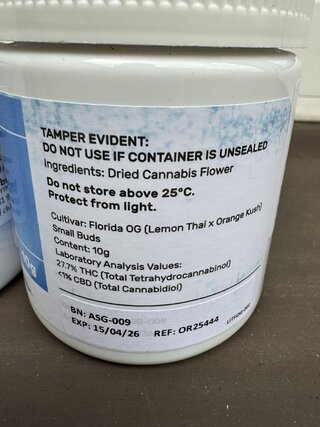 TAMPER EVIDENT:
DO NOT USE IF CONTAINER IS UNSEALED
Ingredients: Dried Cannabis Flower
Do not store above 25°C.
Protect from light.
Cultivar: Florida OG (Lemon Thai x Orange Kush)
Small Buds
Content: 10g
Laboratory Analysis Values:
27.7% THC (Total Tetrahydrocannabinol)
<1% CBD (Total Cannabidiol)
BN: ASG-009
EXP: 15/04/26 REF: OR25444